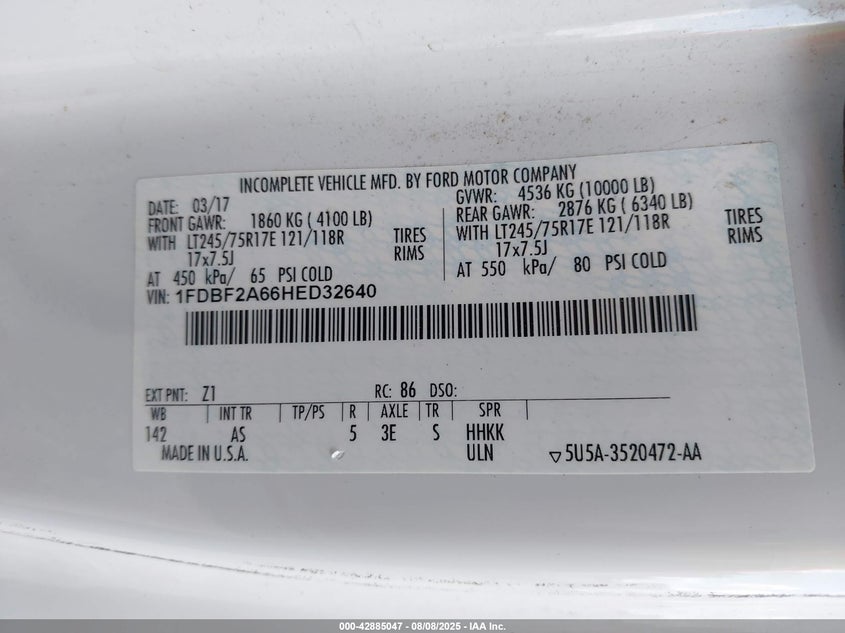 INCOMPLETE VEHICLE MFD. BY FORD MOTOR COMPANY
DATE: 03/17
FRONT GAWR: 1860 KG ( 4100 LB)
WITH LT245/75R17E 121/118R TIRES
17x7.5J RIMS
AT 450 kPa/ 65 PSI COLD
GVWR: 4536 KG (10000 LB)
REAR GAWR: 2876 KG ( 6340 LB)
WITH LT245/75R17E 121/118R TIRES
17x7.5J RIMS
AT 550 kPa/ 80 PSI COLD
VIN: 1FDBF2A66HED32640
EXT PNT: Z1 RC: 86 DSO:
WB INT TR TP/PS R AXLE TR SPR
142 AS 5 3E S HHKK
MADE IN U.S.A. ULN ▽5U5A-3520472-AA
000-42885047 - 08/08/2025 - IAA Inc.